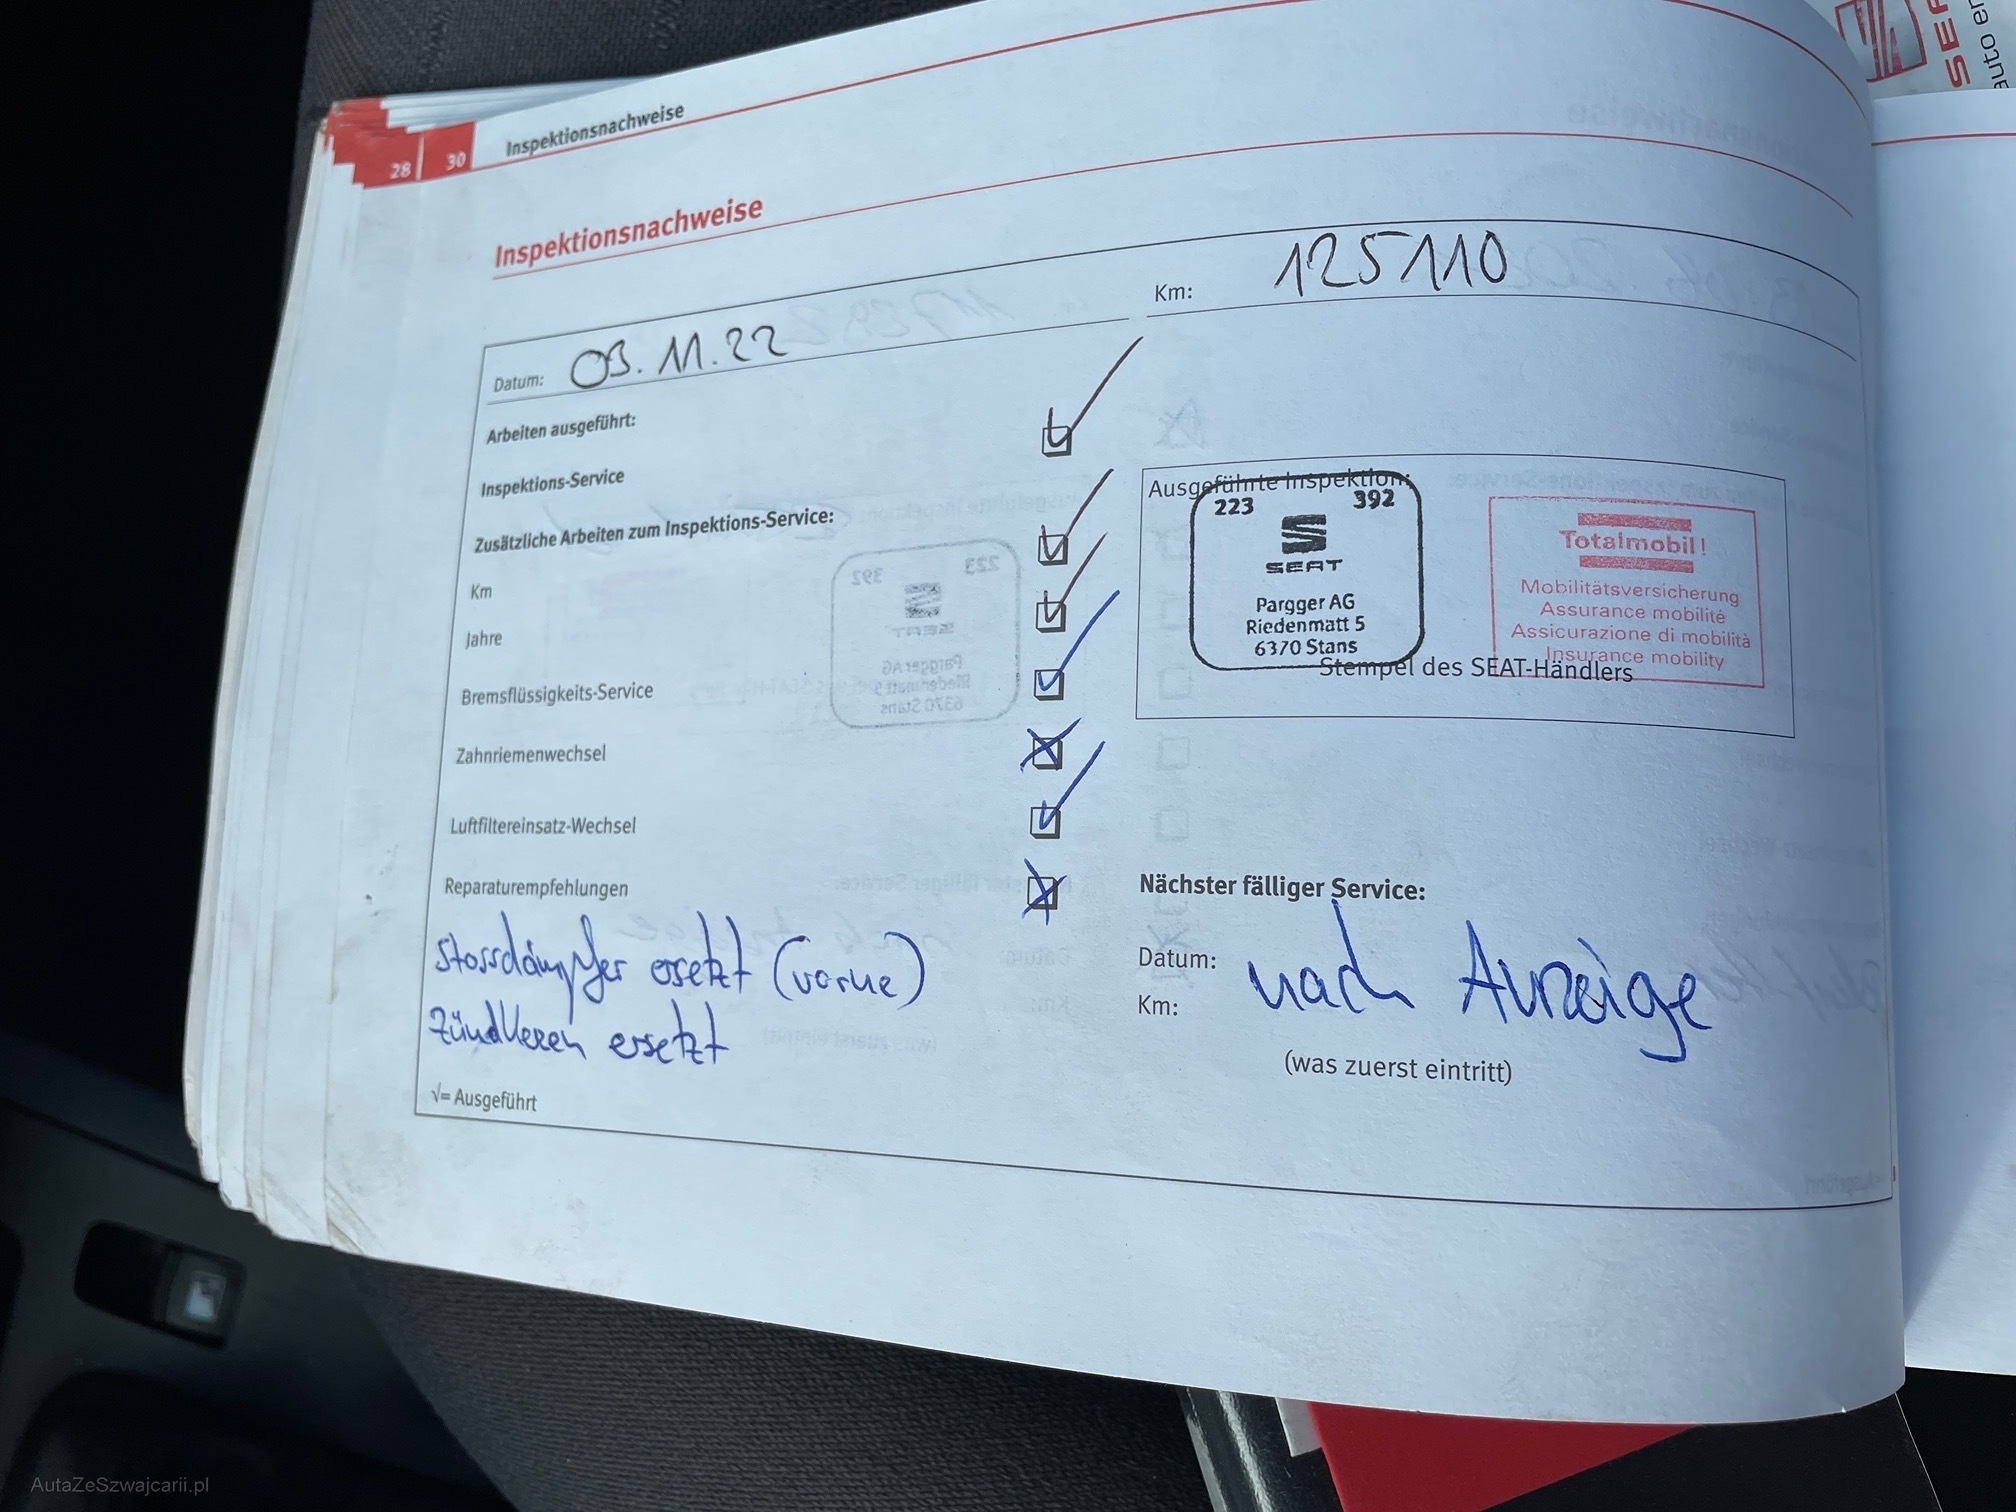 28 30 Inspektionsnachweise
Inspektionsnachweise
Datum: 03.11.22 Km: 125110
Arbeiten ausgeführt:
Inspektions-Service
Zusätzliche Arbeiten zum Inspektions-Service:
Km
Jahre
Bremsflüssigkeits-Service
Zahnriemenwechsel
Luftfiltereinsatz-Wechsel
Reparaturempfehlungen
Stossdämpfer ersetzt (vorne)
Zündkerzen ersetzt
√= Ausgeführt
Ausgeführte Inspektion:
223 392
SEAT
Pargger AG
Riedenmatt 5
6370 Stans
Totalmobil!
Mobilitätsversicherung
Assurance mobilité
Assicurazione di mobilità
Insurance mobility
Stempel des SEAT-Händlers
Nächster fälliger Service:
Datum: nach Anzeige
Km:
(was zuerst eintritt)
AutaZeSzwajcarii.pl